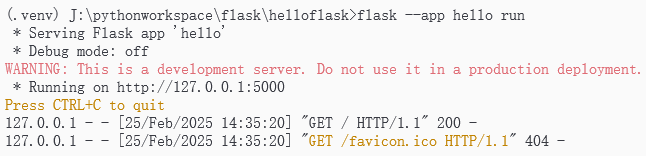 (.venv) J:\pythonworkspace\flask\helloflask>flask --app hello run
 * Serving Flask app 'hello'
 * Debug mode: off
WARNING: This is a development server. Do not use it in a production deployment.
 * Running on http://127.0.0.1:5000
Press CTRL+C to quit
127.0.0.1 - - [25/Feb/2025 14:35:20] "GET / HTTP/1.1" 200 -
127.0.0.1 - - [25/Feb/2025 14:35:20] "GET /favicon.ico HTTP/1.1" 404 -